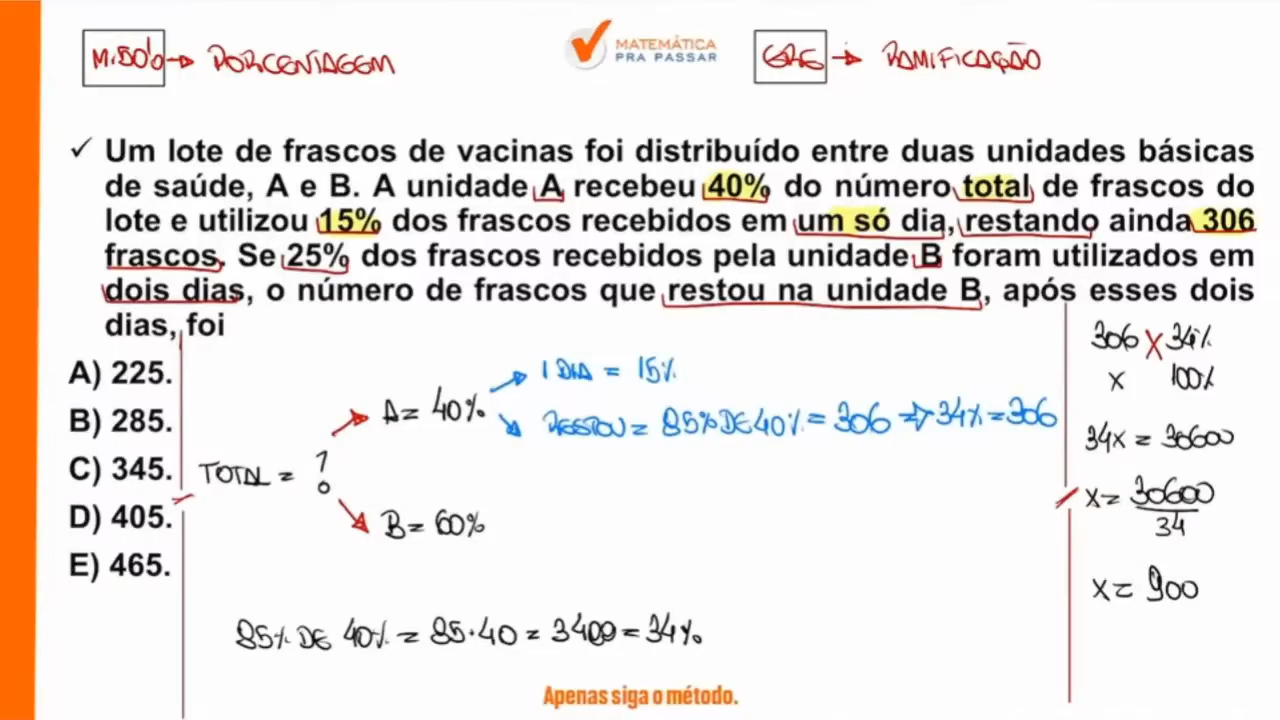 M.50% → PORCENTAGEM
MATEMÁTICA
PRA PASSAR
→ RAMIFICAÇÃO
✓ Um lote de frascos de vacinas foi distribuído entre duas unidades básicas
de saúde, A e B. A unidade A recebeu 40% do número total de frascos do
lote e utilizou 15% dos frascos recebidos em um só dia, restando ainda 306
frascos. Se 25% dos frascos recebidos pela unidade B foram utilizados em
dois dias, o número de frascos que restou na unidade B, após esses dois
dias, foi
A) 225.
B) 285.
C) 345.
D) 405.
E) 465.
TOTAL = ?
A = 40%
1 DIA = 15%
RESTOU = 85% DE 40% = 306 ⇒ 34% = 306
B = 60%
85% DE 40% = 85·40 = 3400 = 34%
306 X 34%
x 100%
34x = 30600
x = 30600
34
x = 900
Apenas siga o método.